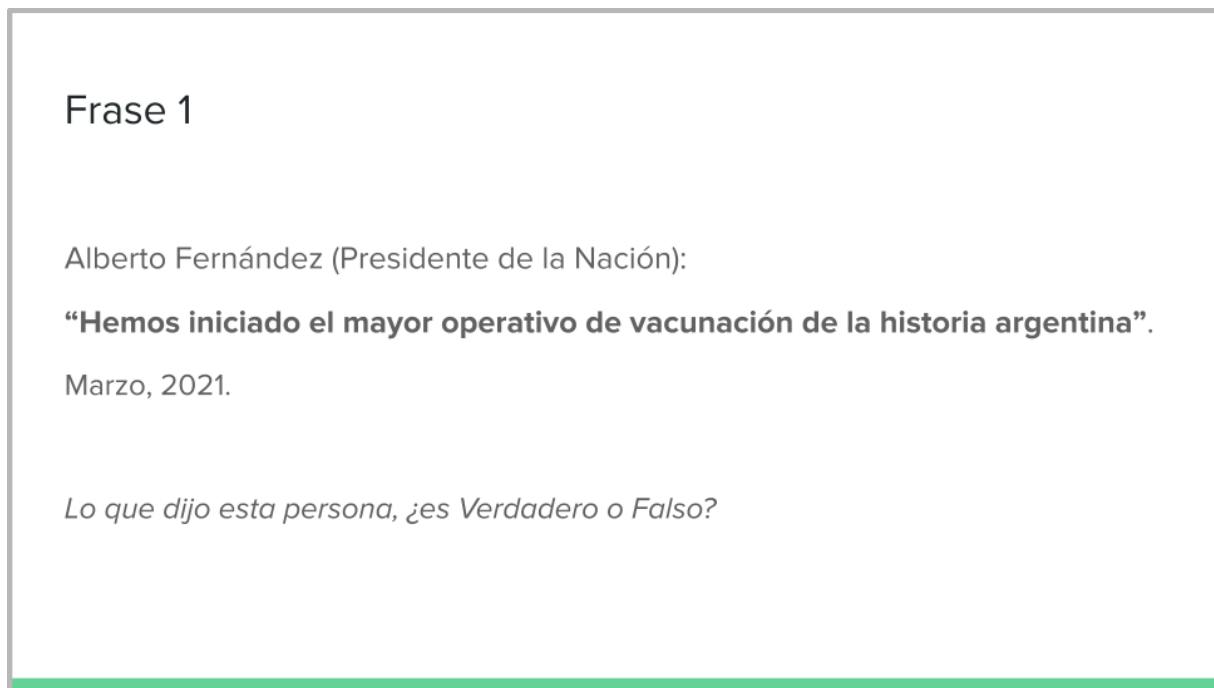 Frase 1
Alberto Fernández (Presidente de la Nación):
“Hemos iniciado el mayor operativo de vacunación de la historia argentina”.
Marzo, 2021.
Lo que dijo esta persona, ¿es Verdadero o Falso?